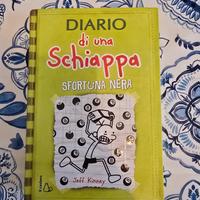 DIARIO
di una
Schiappa
SFORTUNA NERA
Jeff Kinney